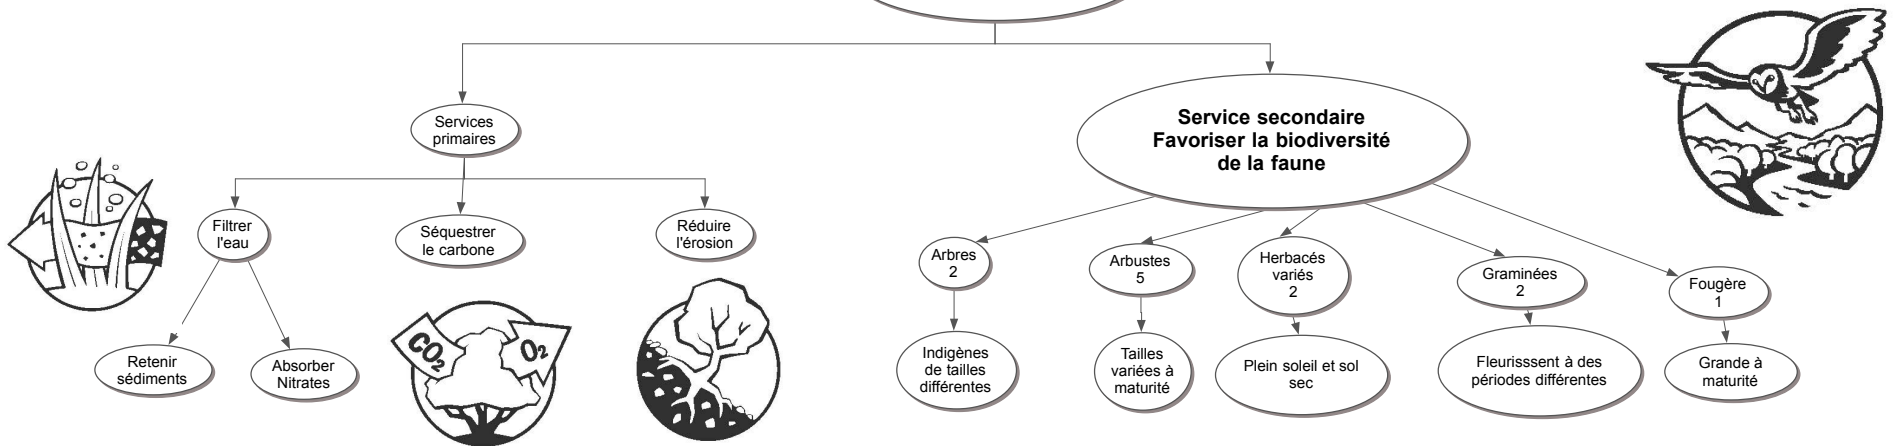 Services
primaires
Service secondaire
Favoriser la biodiversité
de la faune
Filtrer
l'eau
Séquestrer
le carbone
Réduire
l'érosion
Arbres
2
Arbustes
5
Herbacés
variés
2
Graminées
2
Fougère
1
Retenir
sédiments
Absorber
Nitrates
CO2
O2
Indigènes
de tailles
différentes
Tailles
variées à
maturité
Plein soleil et sol
sec
Fleurisssent à des
périodes différentes
Grande à
maturité